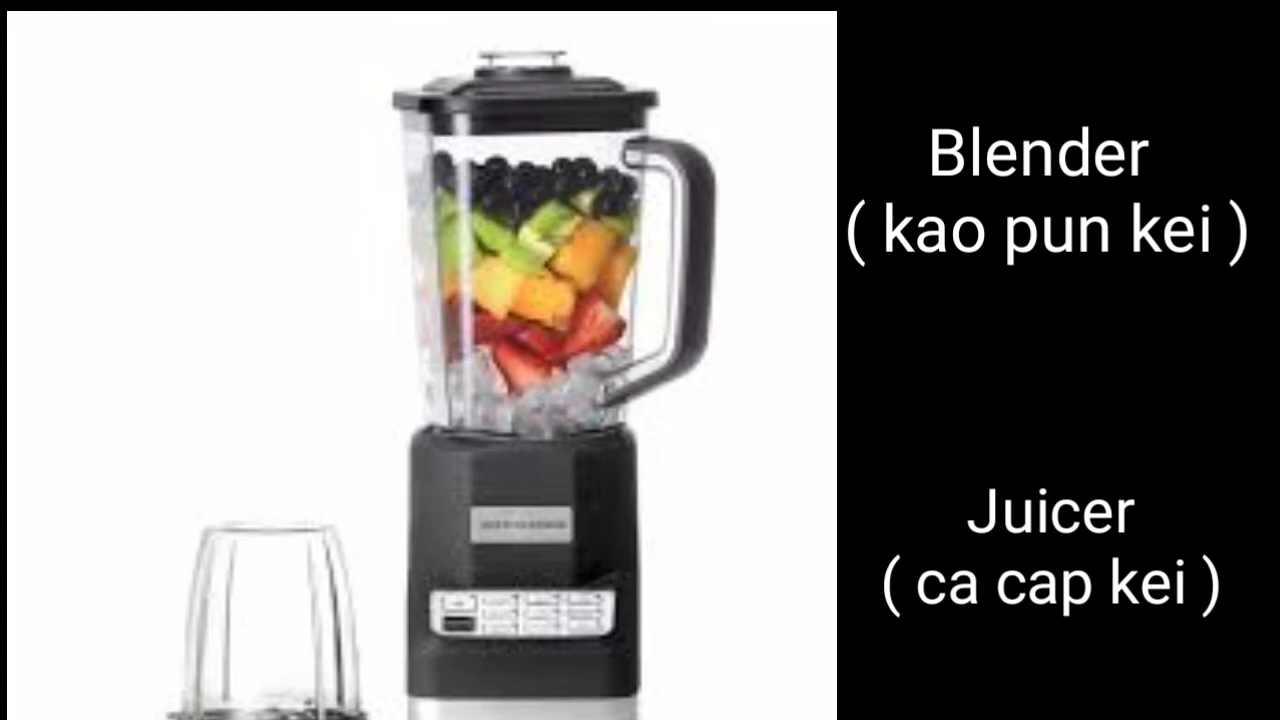 Blender
( kao pun kei )
Juicer
( ca cap kei )